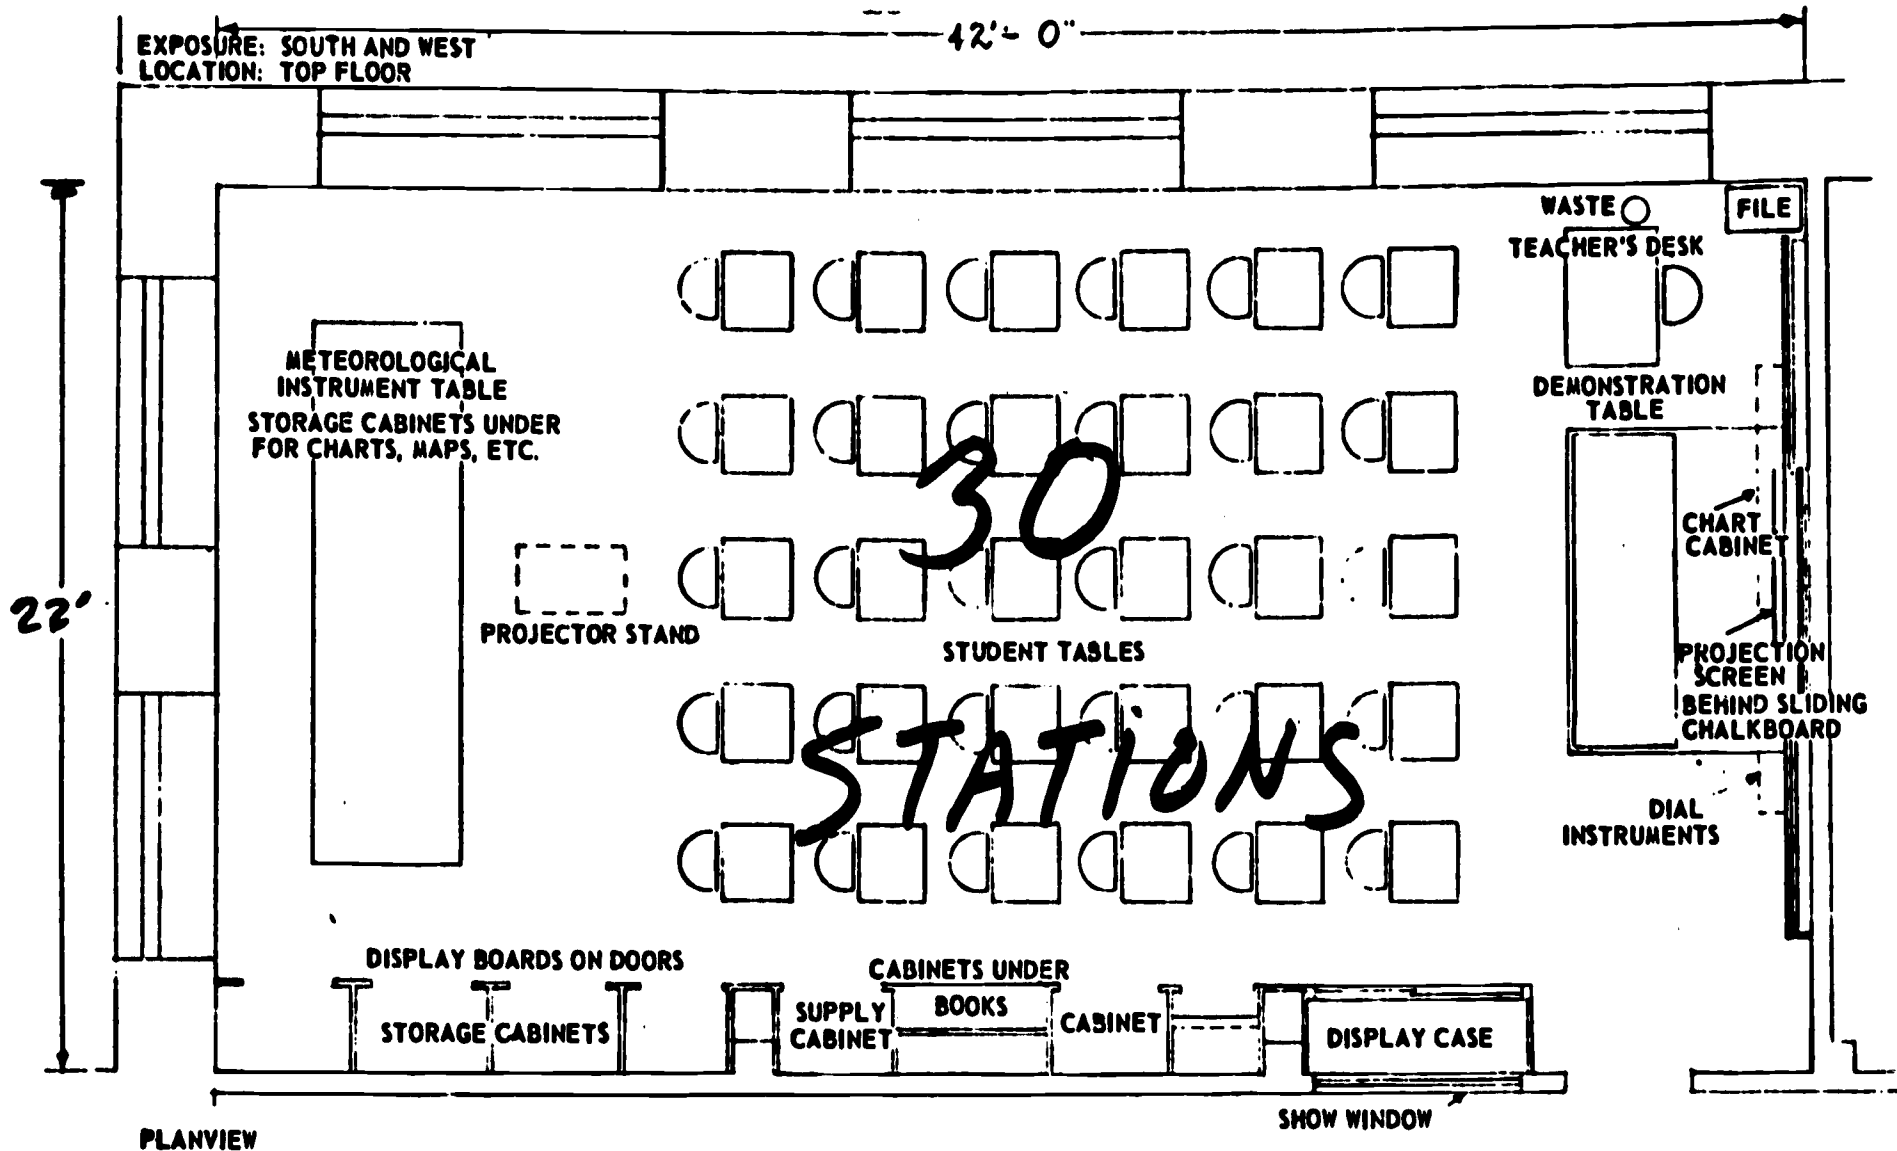 42'- 0"
EXPOSURE: SOUTH AND WEST
LOCATION: TOP FLOOR
WASTE
FILE
TEACHER'S DESK
METEOROLOGICAL
INSTRUMENT TABLE
STORAGE CABINETS UNDER
FOR CHARTS, MAPS, ETC.
DEMONSTRATION
TABLE
30
CHART
CABINET
22'
PROJECTOR STAND
STUDENT TABLES
PROJECTION
SCREEN
BEHIND SLIDING
CHALKBOARD
STATIONS
DIAL
INSTRUMENTS
DISPLAY BOARDS ON DOORS
CABINETS UNDER
BOOKS
SUPPLY
CABINET
CABINET
STORAGE CABINETS
DISPLAY CASE
SHOW WINDOW
PLANVIEW